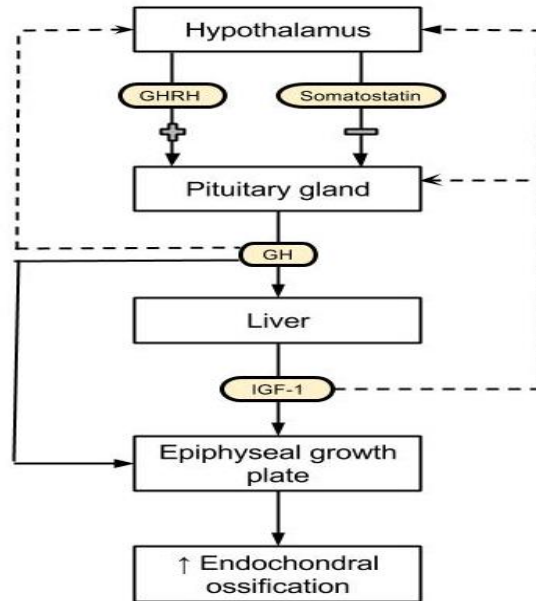 Hypothalamus
GHRH
Somatostatin
Pituitary gland
GH
Liver
IGF-1
Epiphyseal growth
plate
↑ Endochondral
ossification